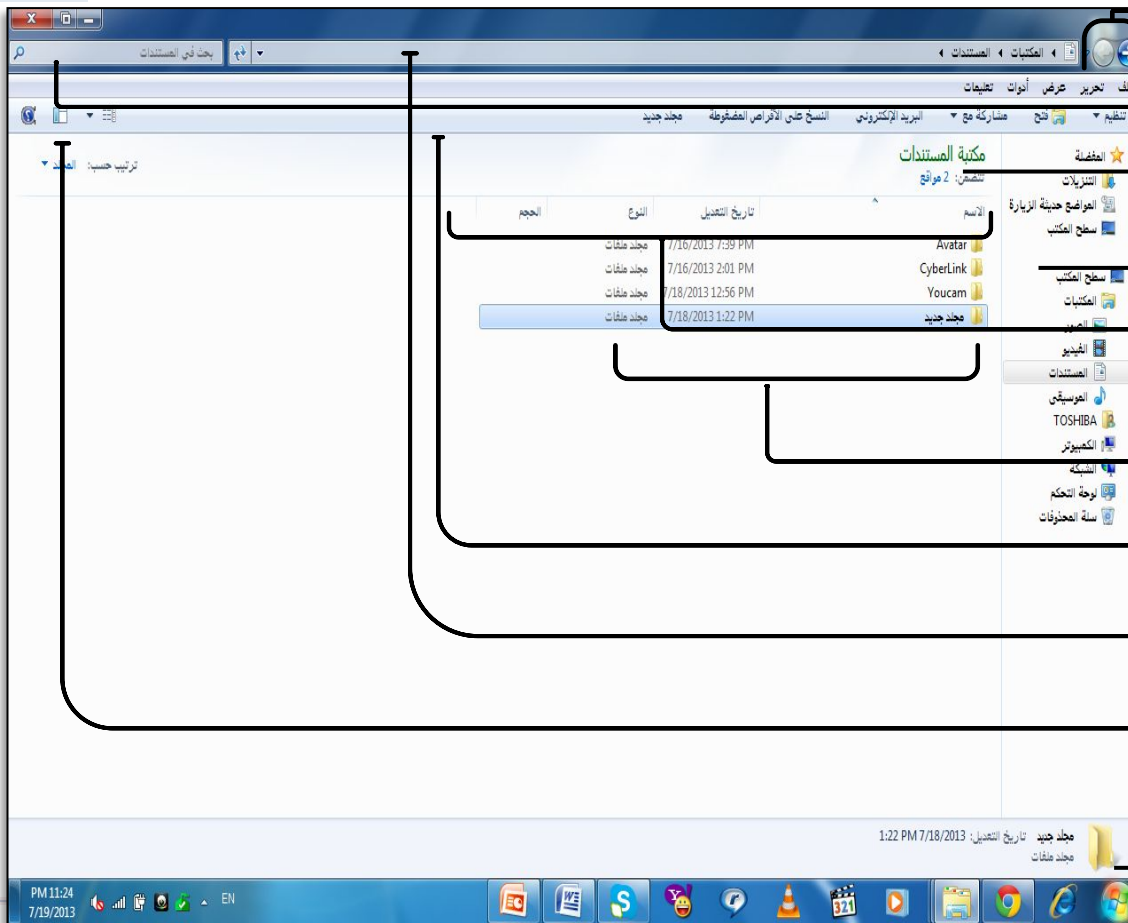 X
المكتبات المستندات
بحث في المستندات
تحرير عرض أدوات تعليمات
تنظيم فتح مشاركة مع البريد الإلكتروني النسخ على الأقراص المضغوطة مجلد جديد
مكتبة المستندات
تتضمن: 2 مواقع
ترتيب حسب: المجلد
الاسم تاريخ التعديل النوع الحجم
Avatar 7/16/2013 7:39 PM مجلد ملفات
CyberLink 7/16/2013 2:01 PM مجلد ملفات
Youcam 7/18/2013 12:56 PM مجلد ملفات
مجلد جديد 7/18/2013 1:22 PM مجلد ملفات
المفضلة
التنزيلات
المواضع حديثة الزيارة
سطح المكتب
سطح المكتب
المكتبات
الصور
الفيديو
المستندات
الموسيقى
TOSHIBA
الكمبيوتر
الشبكة
لوحة التحكم
سلة المحذوفات
مجلد جديد تاريخ التعديل: 1:22 PM 7/18/2013
مجلد ملفات
321
EN
PM 11:24
7/19/2013